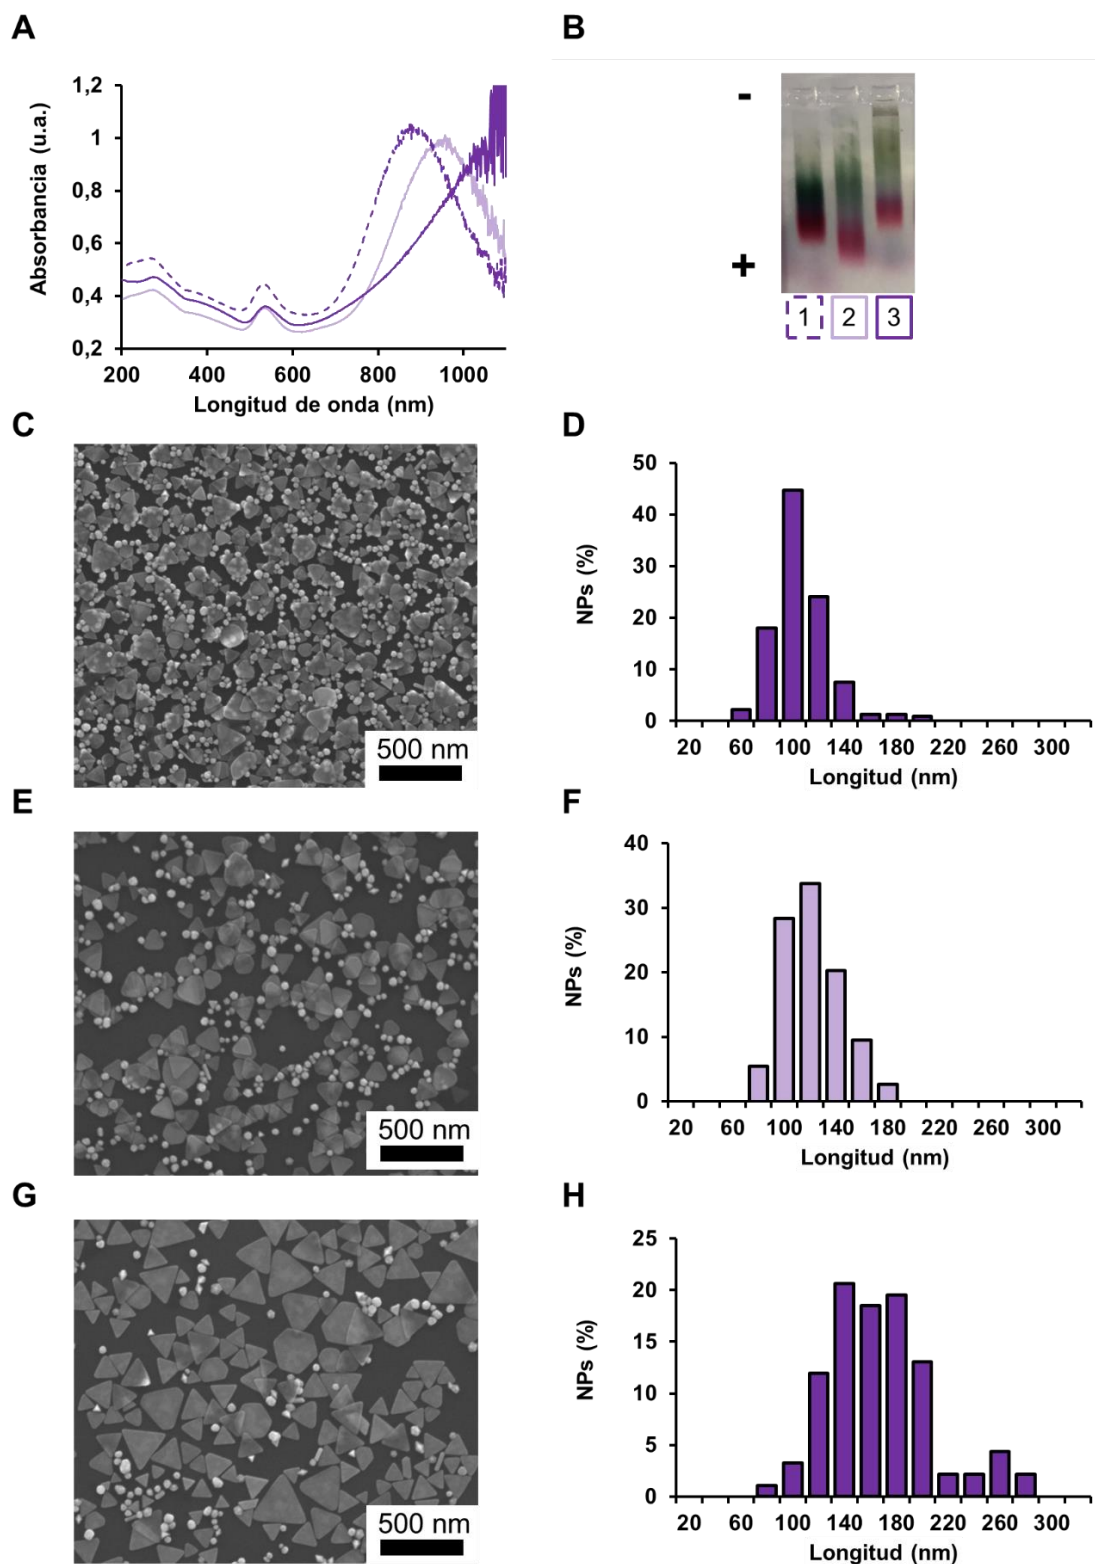 A
B
Absorbancia (u.a.)
1,2
1
0,8
0,6
0,4
0,2
200 400 600 800 1000
Longitud de onda (nm)
-
+
1 2 3
C
500 nm
D
NPs (%)
50
40
30
20
10
0
20 60 100 140 180 220 260 300
Longitud (nm)
E
500 nm
F
NPs (%)
40
30
20
10
0
20 60 100 140 180 220 260 300
Longitud (nm)
G
500 nm
H
NPs (%)
25
20
15
10
5
0
20 60 100 140 180 220 260 300
Longitud (nm)